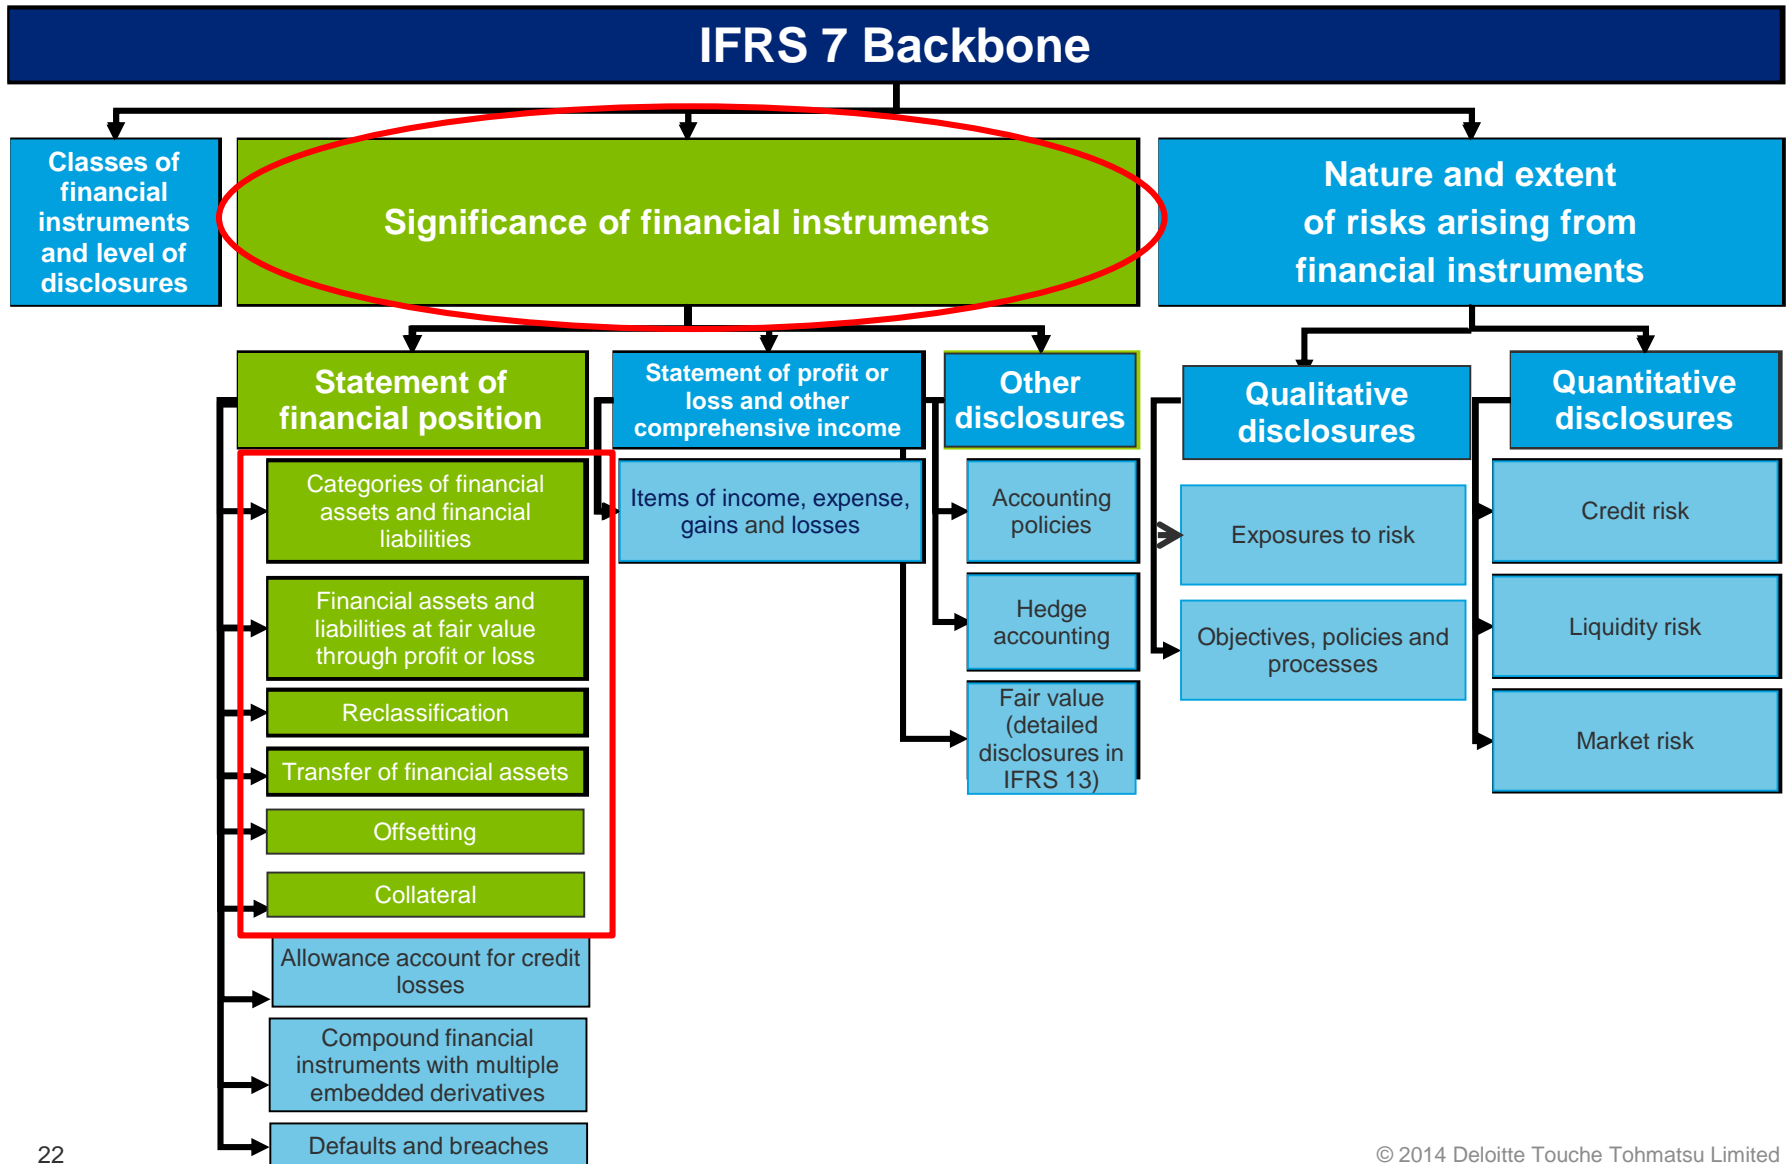 IFRS 7 Backbone
Classes of
financial
instruments
and level of
disclosures
Significance of financial instruments
Nature and extent
of risks arising from
financial instruments
Statement of
financial position
Statement of profit or
loss and other
comprehensive income
Other
disclosures
Qualitative
disclosures
Quantitative
disclosures
Categories of financial
assets and financial
liabilities
Financial assets and
liabilities at fair value
through profit or loss
Reclassification
Transfer of financial assets
Offsetting
Collateral
Allowance account for credit
losses
Compound financial
instruments with multiple
embedded derivatives
Defaults and breaches
Items of income, expense,
gains and losses
Accounting
policies
Hedge
accounting
Fair value
(detailed
disclosures in
IFRS 13)
Exposures to risk
Objectives, policies and
processes
Credit risk
Liquidity risk
Market risk
22
© 2014 Deloitte Touche Tohmatsu Limited